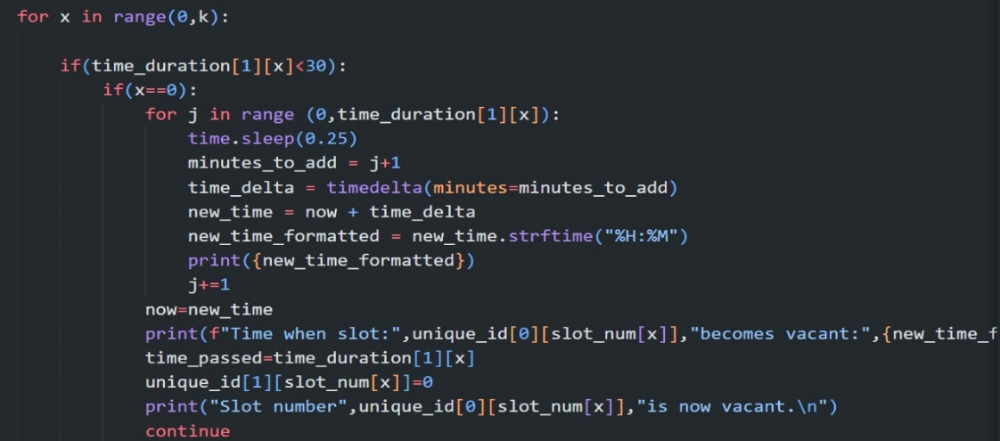 for x in range(0,k):
    if(time_duration[1][x]<30):
        if(x==0):
            for j in range (0,time_duration[1][x]):
                time.sleep(0.25)
                minutes_to_add = j+1
                time_delta = timedelta(minutes=minutes_to_add)
                new_time = now + time_delta
                new_time_formatted = new_time.strftime("%H:%M")
                print({new_time_formatted})
                j+=1
            now=new_time
            print(f"Time when slot:",unique_id[0][slot_num[x]],"becomes vacant:",{new_time_f
            time_passed=time_duration[1][x]
            unique_id[1][slot_num[x]]=0
            print("Slot number",unique_id[0][slot_num[x]],"is now vacant.\n")
            continue